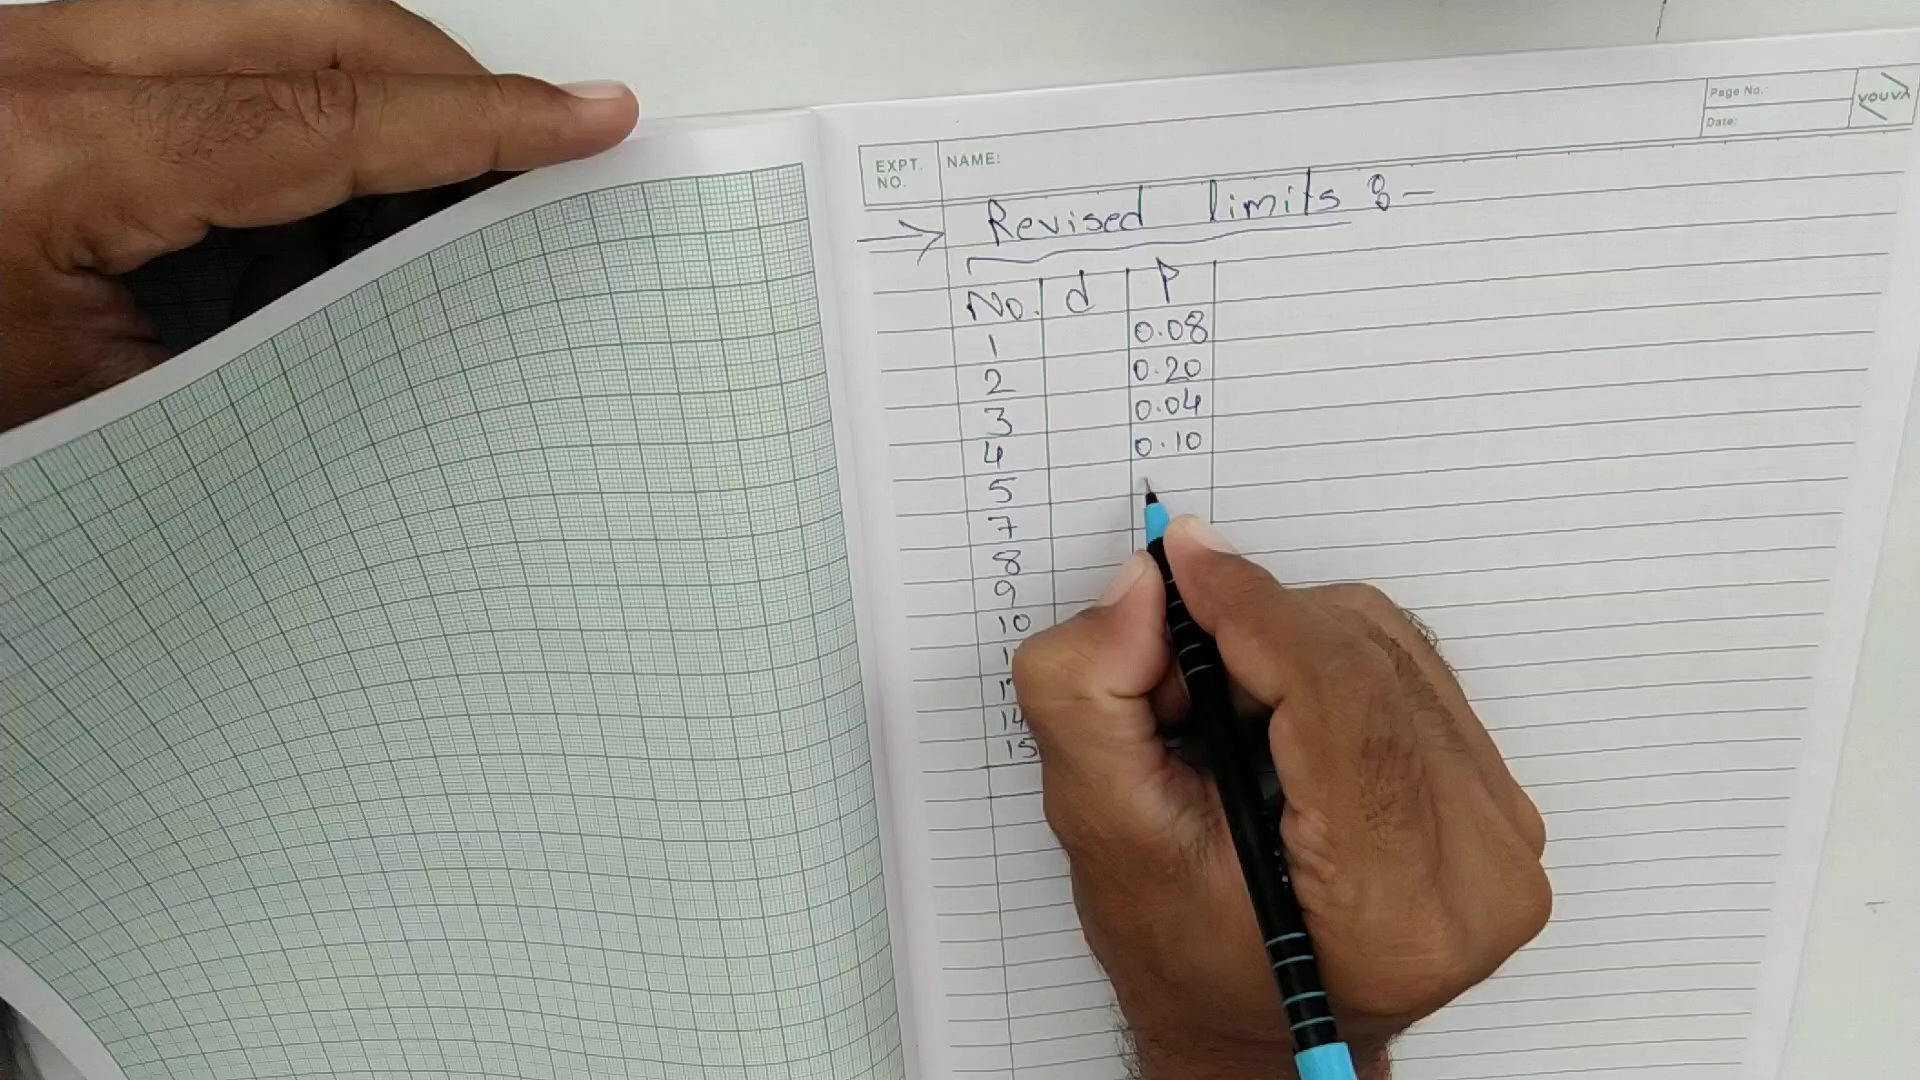 Page No.
Date:
YOUVA
EXPT. NO.
NAME:
→ Revised limits :-
No. d P
1 0.08
2 0.20
3 0.04
4 0.10
5
7
8
9
10
14
15